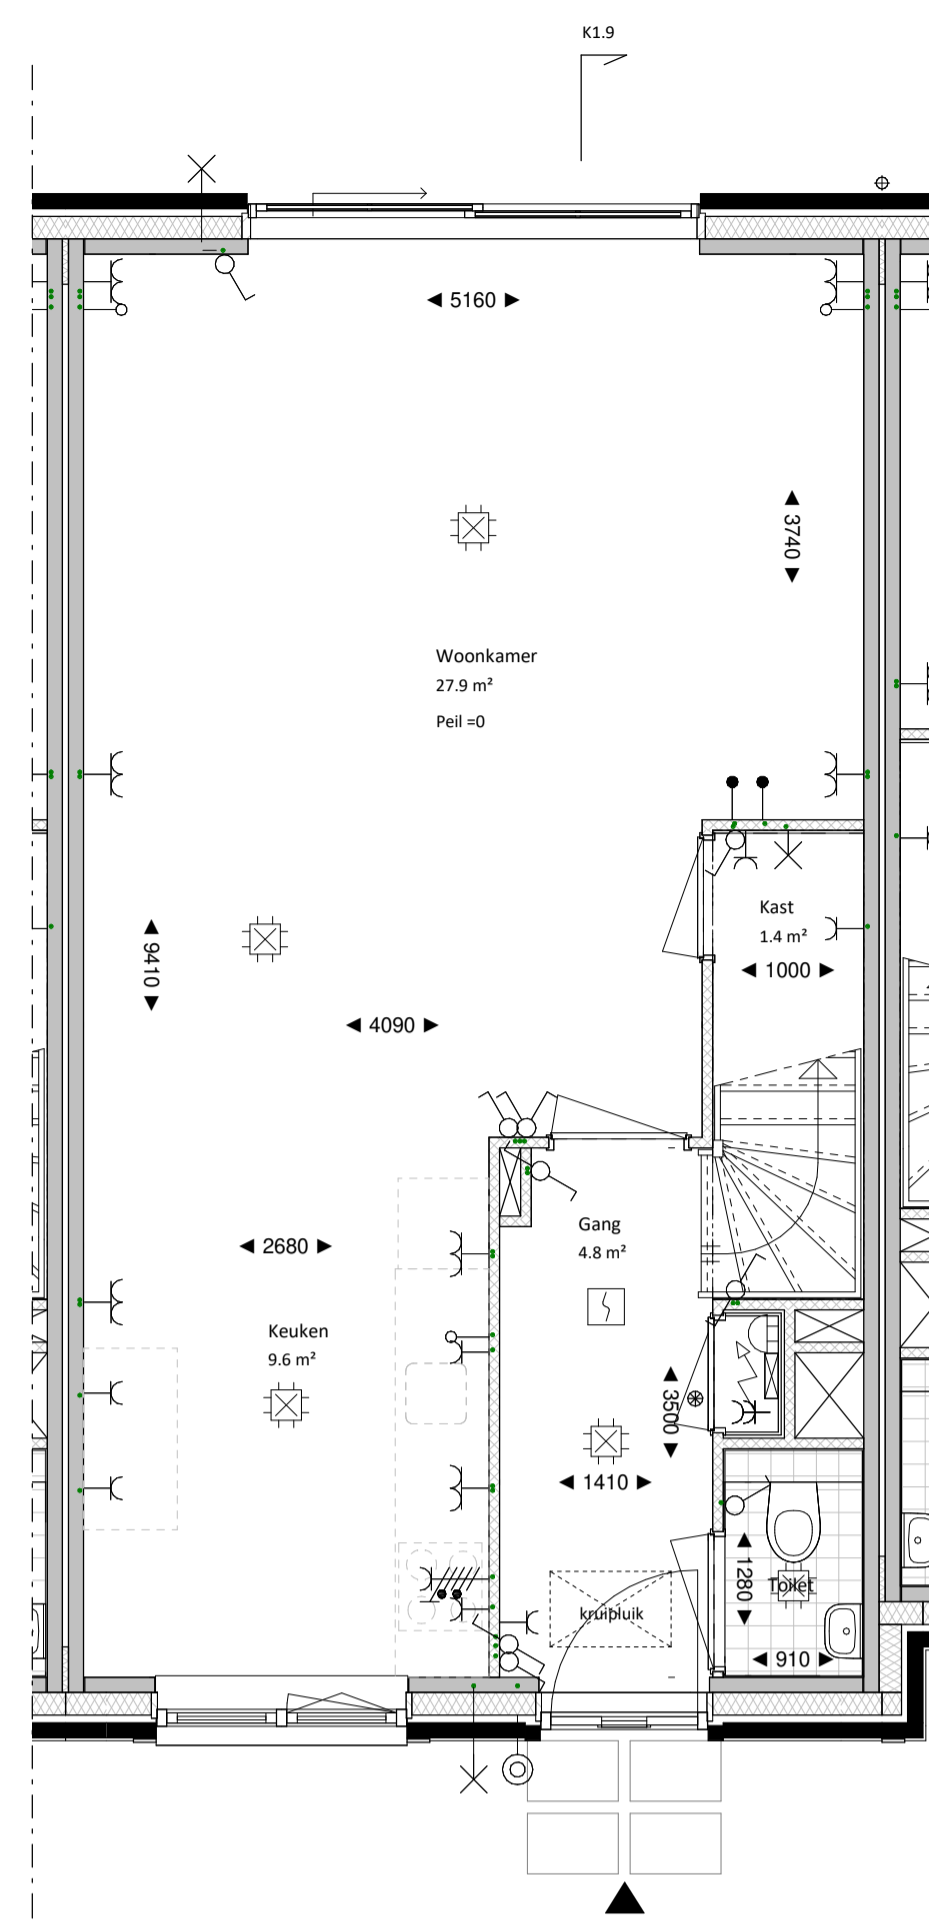 K1.9
5160
3740
Woonkamer
27.9 m²
Peil =0
Kast
1.4 m²
1000
9410
4090
2680
Gang
4.8 m²
Keuken
9.6 m²
3500
1410
1280
Toilet
kruipluik
910